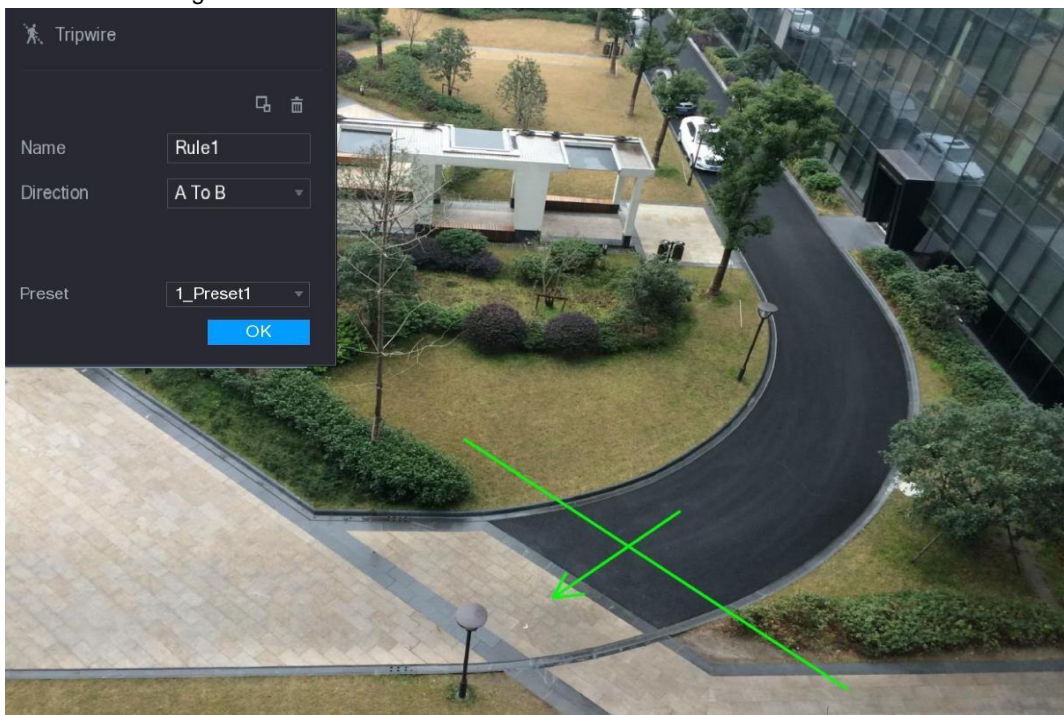 Tripwire
Name Rule1
Direction A To B
Preset 1_Preset1
OK